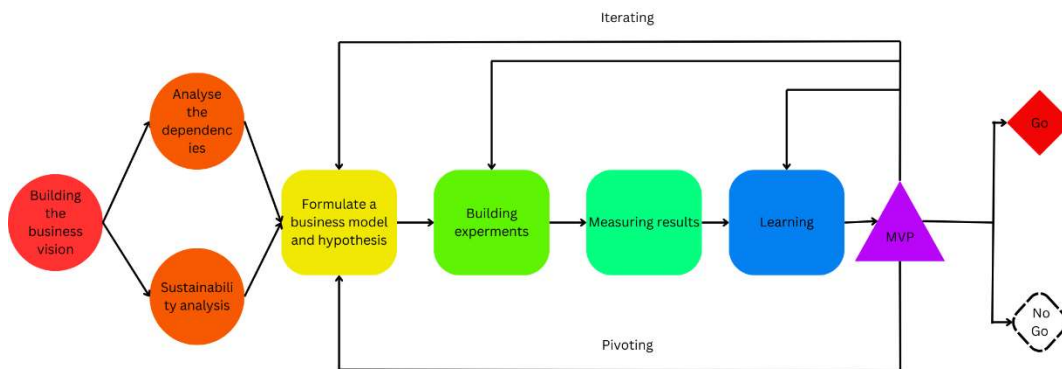 Iterating
Analyse
the
dependenc
ies
Go
Building
the
business
vision
Formulate a
business model
and hypothesis
Building
experments
Measuring results
Learning
MVP
Sustainabili
ty analysis
No
Go
Pivoting